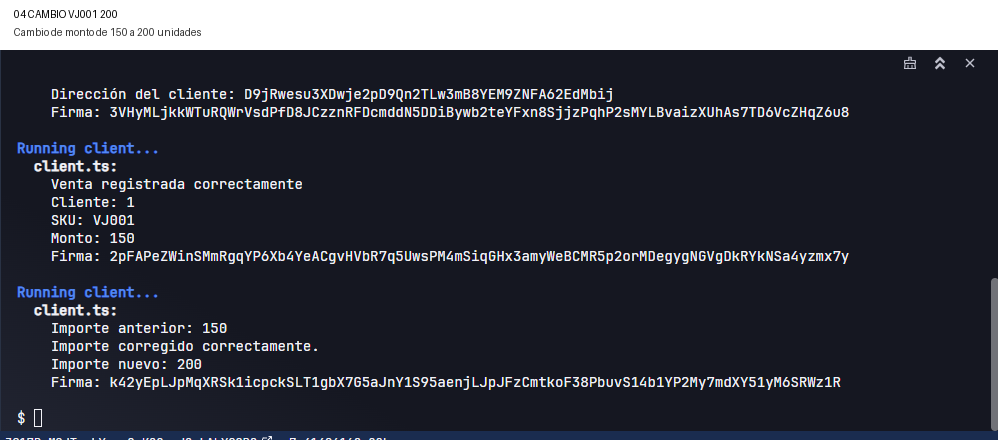 04 CAMBIO VJ001 200
Cambio de monto de 150 a 200 unidades
Dirección del cliente: D9jRwesu3XDwje2pD9Qn2TLw3mB8YEM9ZNFA62EdMbij
Firma: 3VHyMLjkkWTuRQWrVsdPfD8JCzznRFDcmddN5DDiBywb2teYFxn8SjjzPqhP2sMYLBvaizXUhAs7TD6VcZHqZ6u8
Running client...
client.ts:
Venta registrada correctamente
Cliente: 1
SKU: VJ001
Monto: 150
Firma: 2pFAPeZWinSMmRgqYP6Xb4YeACgvHVbR7q5UwsPM4mSiqGHx3amyWeBCMR5p2orMDegygNGVgDkRYkNSa4yzmx7y
Running client...
client.ts:
Importe anterior: 150
Importe corregido correctamente.
Importe nuevo: 200
Firma: k42yEpLJpMqXRSk1icpckSLT1gbX7G5aJnY1S95aenjLJpJFzCmtkoF38PbuvS14b1YP2My7mdXY51yM6SRWz1R
$